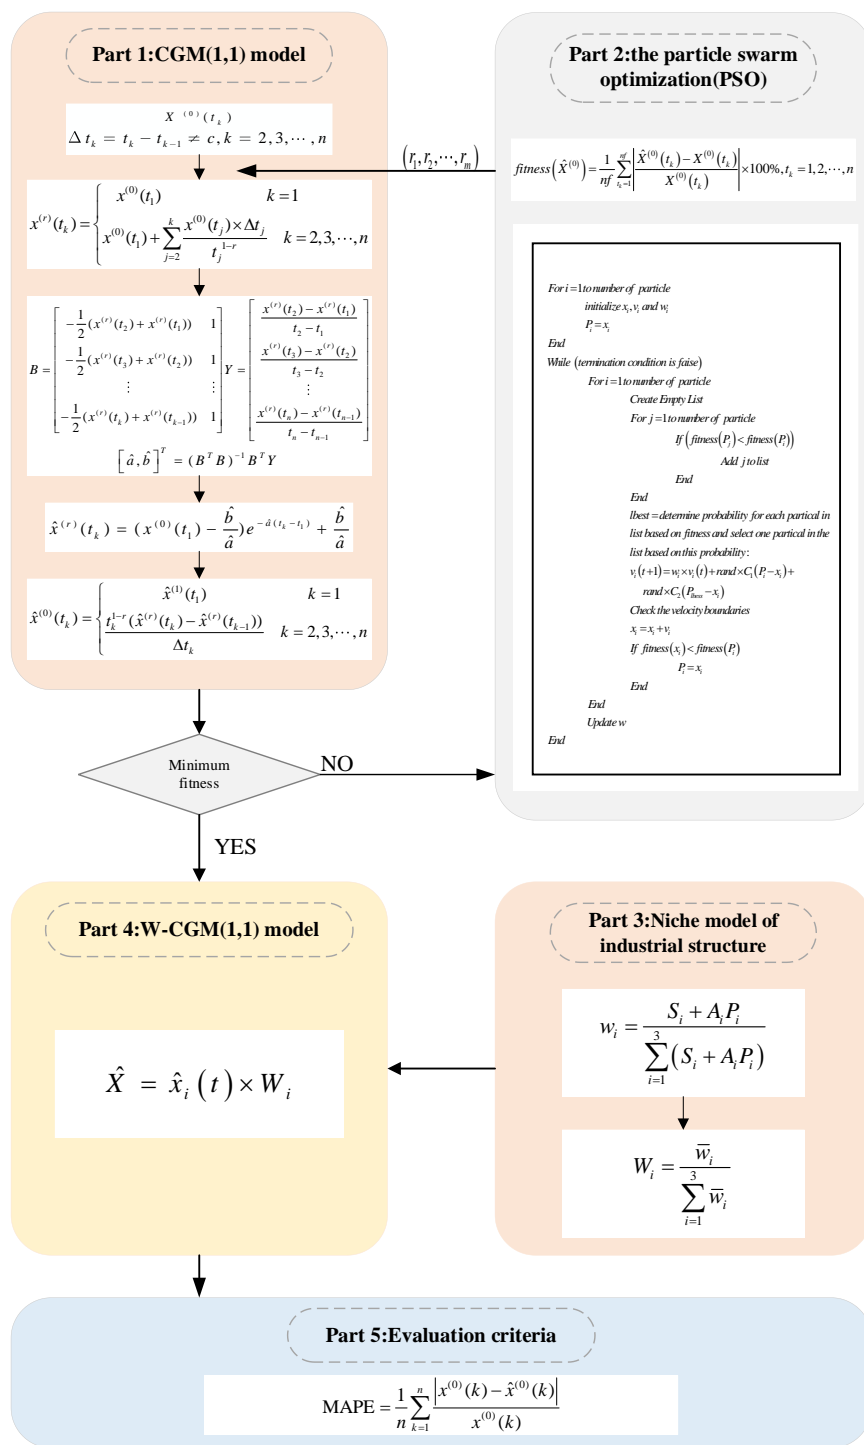 Part 1:CGM(1,1) model
X ⁽⁰⁾(t_k)
Δ t_k = t_k − t_{k−1} ≠ c, k = 2,3,⋯,n
x^{(r)}(t_k) = { x^{(0)}(t_1) k = 1
x^{(0)}(t_1) + ∑_{j=2}^{k} x^{(0)}(t_j)×Δt_j / t_j^{1−r} k = 2,3,⋯,n
B = [ −1/2(x^{(r)}(t_2) + x^{(r)}(t_1)) 1
−1/2(x^{(r)}(t_3) + x^{(r)}(t_2)) 1
⋮ ⋮
−1/2(x^{(r)}(t_k) + x^{(r)}(t_{k−1})) 1 ]
Y = [ x^{(r)}(t_2) − x^{(r)}(t_1) / t_2 − t_1
x^{(r)}(t_3) − x^{(r)}(t_2) / t_3 − t_2
⋮
x^{(r)}(t_n) − x^{(r)}(t_{n−1}) / t_n − t_{n−1} ]
[â, b̂]^T = (B^T B)^{−1} B^T Y
x̂^{(r)}(t_k) = (x^{(0)}(t_1) − b̂/â)e^{−â(t_k−t_1)} + b̂/â
x̂^{(0)}(t_k) = { x̂^{(1)}(t_1) k = 1
t_k^{1−r}(x̂^{(r)}(t_k) − x̂^{(r)}(t_{k−1})) / Δt_k k = 2,3,⋯,n
(r_1, r_2, ⋯, r_m)
Part 2:the particle swarm
optimization(PSO)
fitness(X̂^{(0)}) = 1/nf ∑_{t_k=1}^{nf} |X̂^{(0)}(t_k) − X^{(0)}(t_k) / X^{(0)}(t_k)| × 100%, t_k = 1,2,⋯,n
For i = 1 to number of particle
initialize x_i, v_i and w_i
P_i = x_i
End
While (termination condition is faise)
For i = 1 to number of particle
Create Empty List
For j = 1 to number of particle
If (fitness(P_j) < fitness(P_i))
Add j to list
End
End
lbest = determine probability for each partical in
list based on fitness and select one partical in the
list based on this probability:
v_i(t+1) = w_i × v_i(t) + rand × C_1(P_i − x_i) +
rand × C_2(P_{lbess} − x_i)
Check the velocity boundaries
x_i = x_i + v_i
If fitness(x_i) < fitness(P_i)
P_i = x_i
End
End
Update w
End
Minimum
fitness
NO
YES
Part 4:W-CGM(1,1) model
X̂ = x̂_i(t) × W_i
Part 3:Niche model of
industrial structure
w_i = S_i + A_i P_i / ∑_{i=1}^{3}(S_i + A_i P_i)
W_i = w̄_i / ∑_{i=1}^{3} w̄_i
Part 5:Evaluation criteria
MAPE = 1/n ∑_{k=1}^{n} |x^{(0)}(k) − x̂^{(0)}(k)| / x^{(0)}(k)